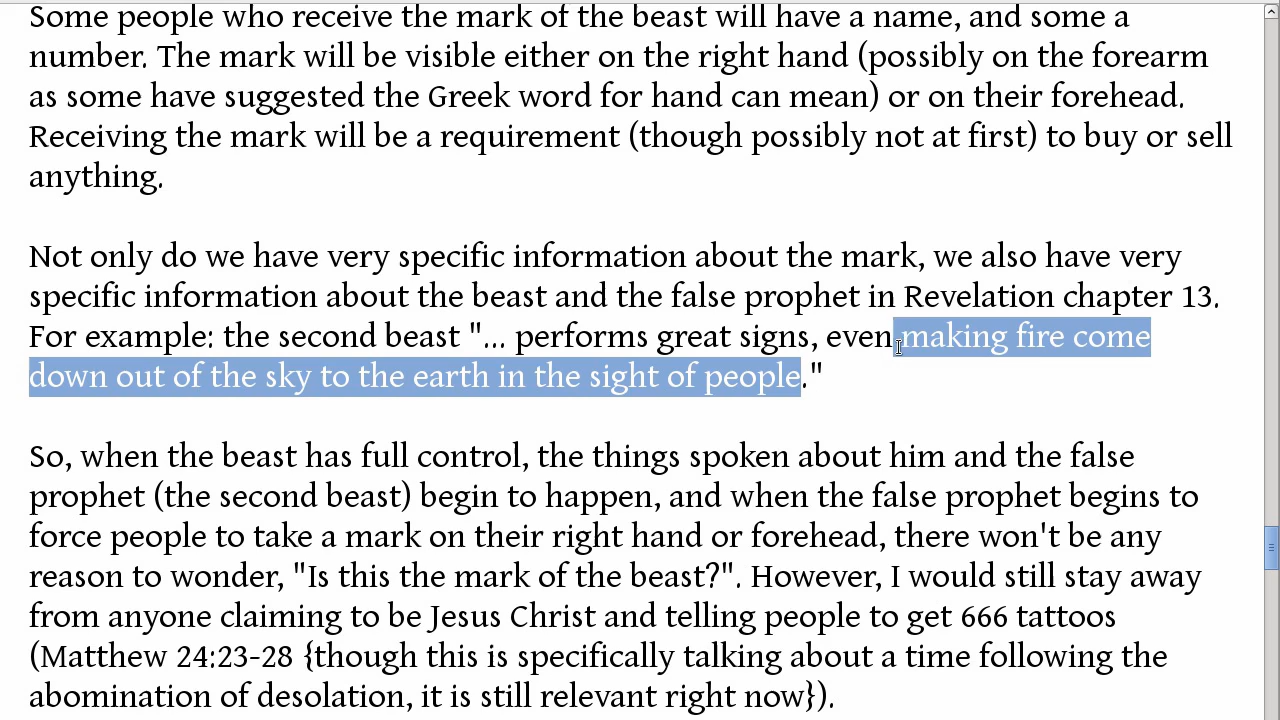 Some people who receive the mark of the beast will have a name, and some a
number. The mark will be visible either on the right hand (possibly on the forearm
as some have suggested the Greek word for hand can mean) or on their forehead.
Receiving the mark will be a requirement (though possibly not at first) to buy or sell
anything.
Not only do we have very specific information about the mark, we also have very
specific information about the beast and the false prophet in Revelation chapter 13.
For example: the second beast "... performs great signs, even making fire come
down out of the sky to the earth in the sight of people."
So, when the beast has full control, the things spoken about him and the false
prophet (the second beast) begin to happen, and when the false prophet begins to
force people to take a mark on their right hand or forehead, there won't be any
reason to wonder, "Is this the mark of the beast?". However, I would still stay away
from anyone claiming to be Jesus Christ and telling people to get 666 tattoos
(Matthew 24:23-28 {though this is specifically talking about a time following the
abomination of desolation, it is still relevant right now}).